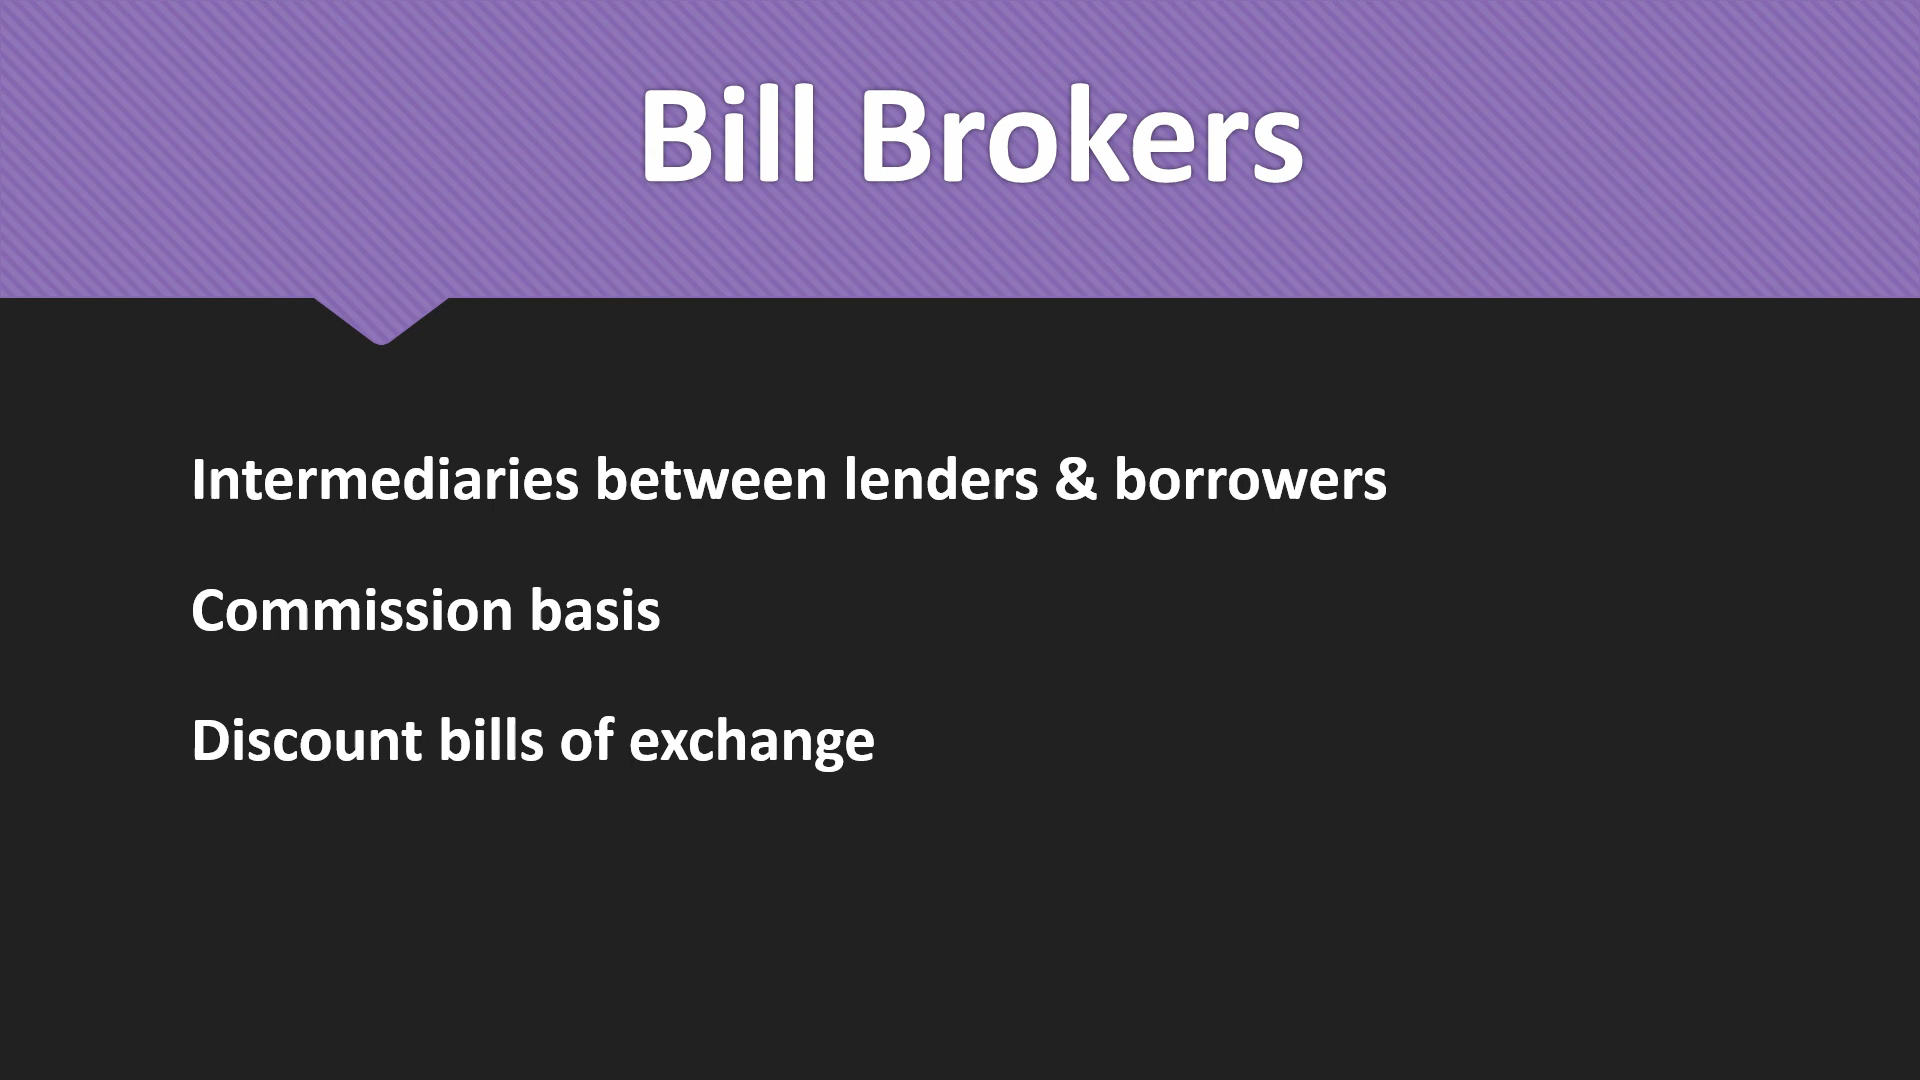 Bill Brokers
Intermediaries between lenders & borrowers
Commission basis
Discount bills of exchange